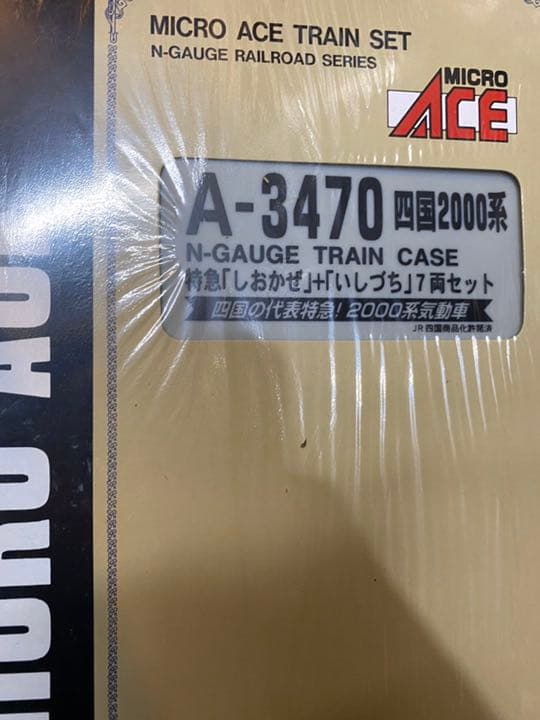 MICRO ACE TRAIN SET
N-GAUGE RAILROAD SERIES
MICRO
ACE
A-3470 四国2000系
N-GAUGE TRAIN CASE
特急「しおかぜ」+「いしづち」7両セット
四国の代表特急! 2000系気動車
JR四国商品化許諾済
MICRO ACE